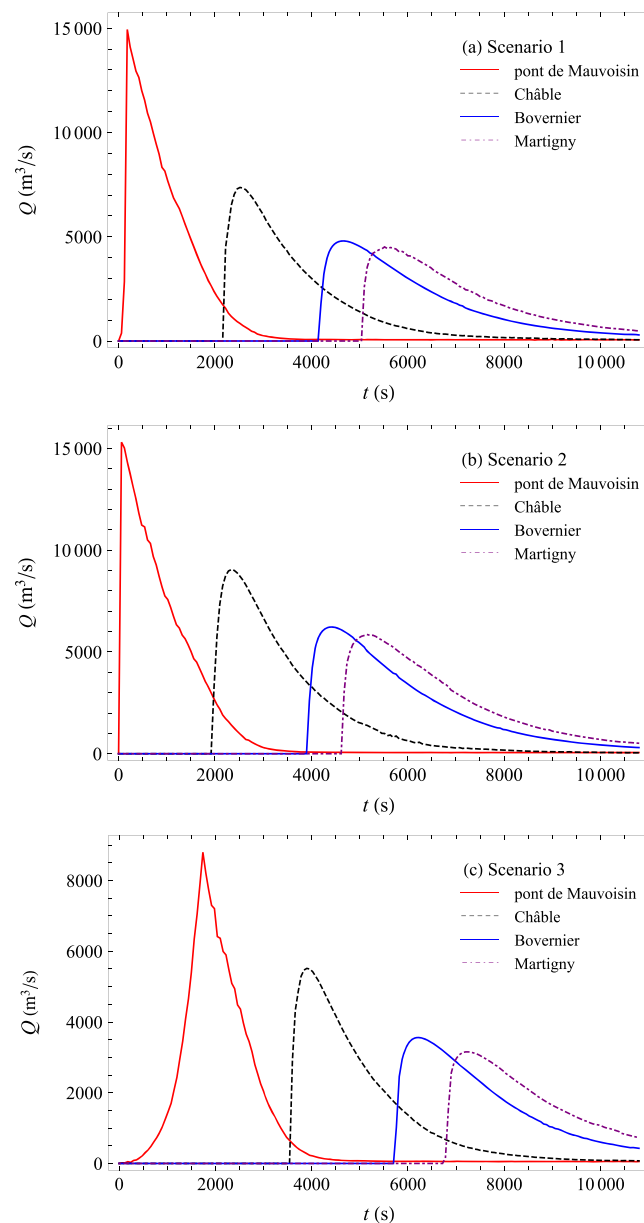 (a) Scenario 1
pont de Mauvoisin
Châble
Bovernier
Martigny
15 000
10 000
5000
0
Q (m³/s)
0 2000 4000 6000 8000 10 000
t (s)
(b) Scenario 2
pont de Mauvoisin
Châble
Bovernier
Martigny
15 000
10 000
5000
0
Q (m³/s)
0 2000 4000 6000 8000 10 000
t (s)
(c) Scenario 3
pont de Mauvoisin
Châble
Bovernier
Martigny
8000
6000
4000
2000
0
Q (m³/s)
0 2000 4000 6000 8000 10 000
t (s)